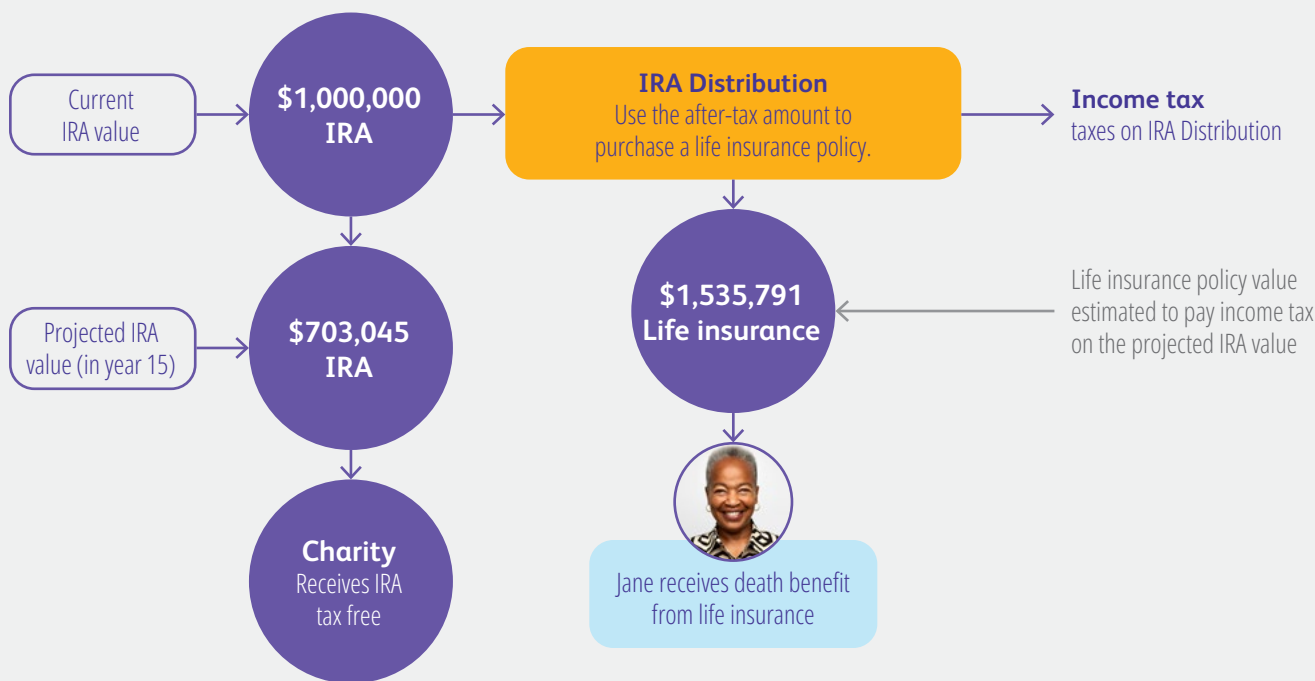 Current
IRA value
$1,000,000
IRA
IRA Distribution
Use the after-tax amount to
purchase a life insurance policy.
Income tax
taxes on IRA Distribution
Projected IRA
value (in year 15)
$703,045
IRA
$1,535,791
Life insurance
Life insurance policy value
estimated to pay income tax
on the projected IRA value
Charity
Receives IRA
tax free
Jane receives death benefit
from life insurance